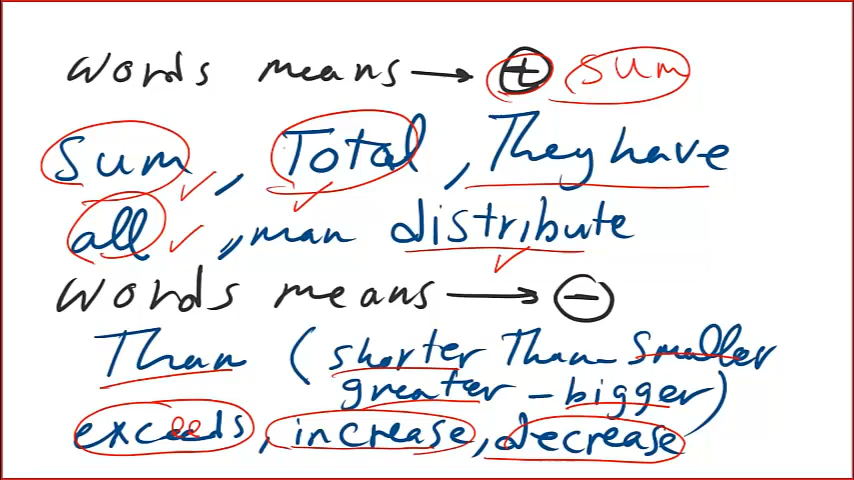 words means → ⊕ sum
Sum, Total, They have
all, man distribute
words means → ⊖
Than (shorter Than smaller
greater - bigger)
exceeds, increase, decrease